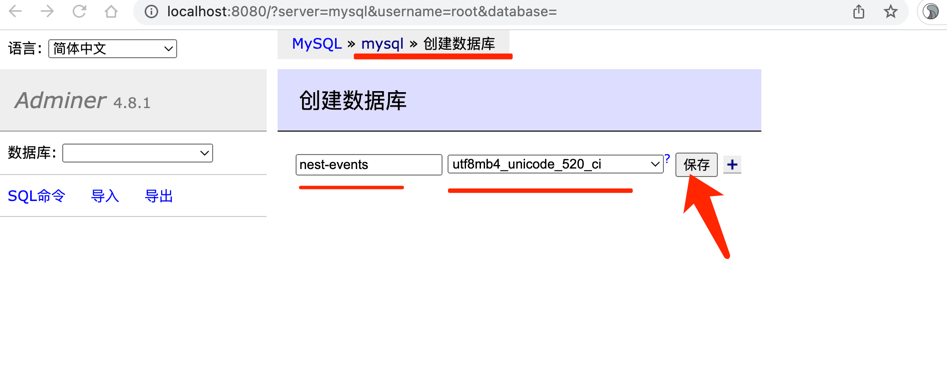 localhost:8080/?server=mysql&username=root&database=
语言: 简体中文
MySQL » mysql » 创建数据库
Adminer 4.8.1
创建数据库
数据库:
nest-events utf8mb4_unicode_520_ci ? 保存 +
SQL命令 导入 导出